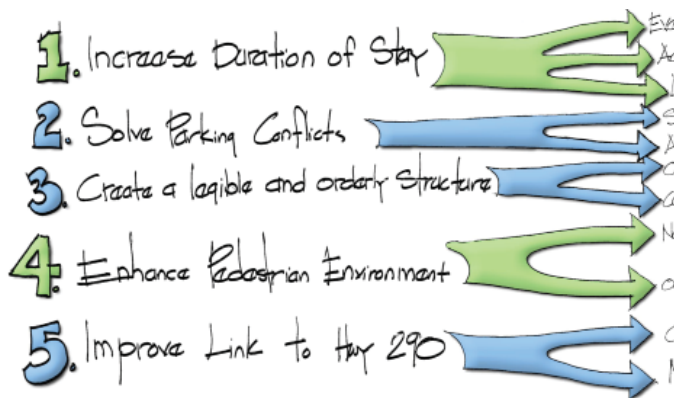 1. Increase Duration of Stay
2. Solve Parking Conflicts
3. Create a legible and orderly Structure
4. Enhance Pedestrian Environment
5. Improve Link to Hwy 290